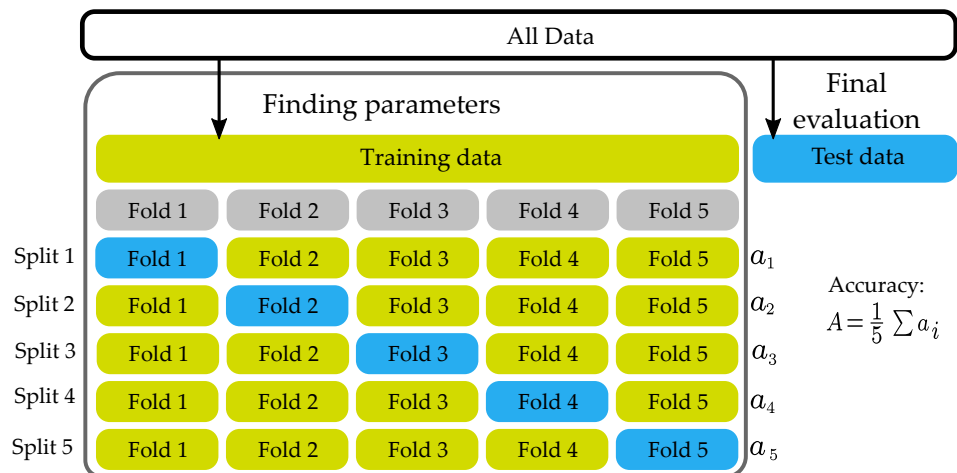 All Data
Finding parameters
Final
evaluation
Training data
Test data
Fold 1 Fold 2 Fold 3 Fold 4 Fold 5
Split 1 Fold 1 Fold 2 Fold 3 Fold 4 Fold 5 a₁
Split 2 Fold 1 Fold 2 Fold 3 Fold 4 Fold 5 a₂
Split 3 Fold 1 Fold 2 Fold 3 Fold 4 Fold 5 a₃
Split 4 Fold 1 Fold 2 Fold 3 Fold 4 Fold 5 a₄
Split 5 Fold 1 Fold 2 Fold 3 Fold 4 Fold 5 a₅
Accuracy:
A = 1/5 ∑ aᵢ